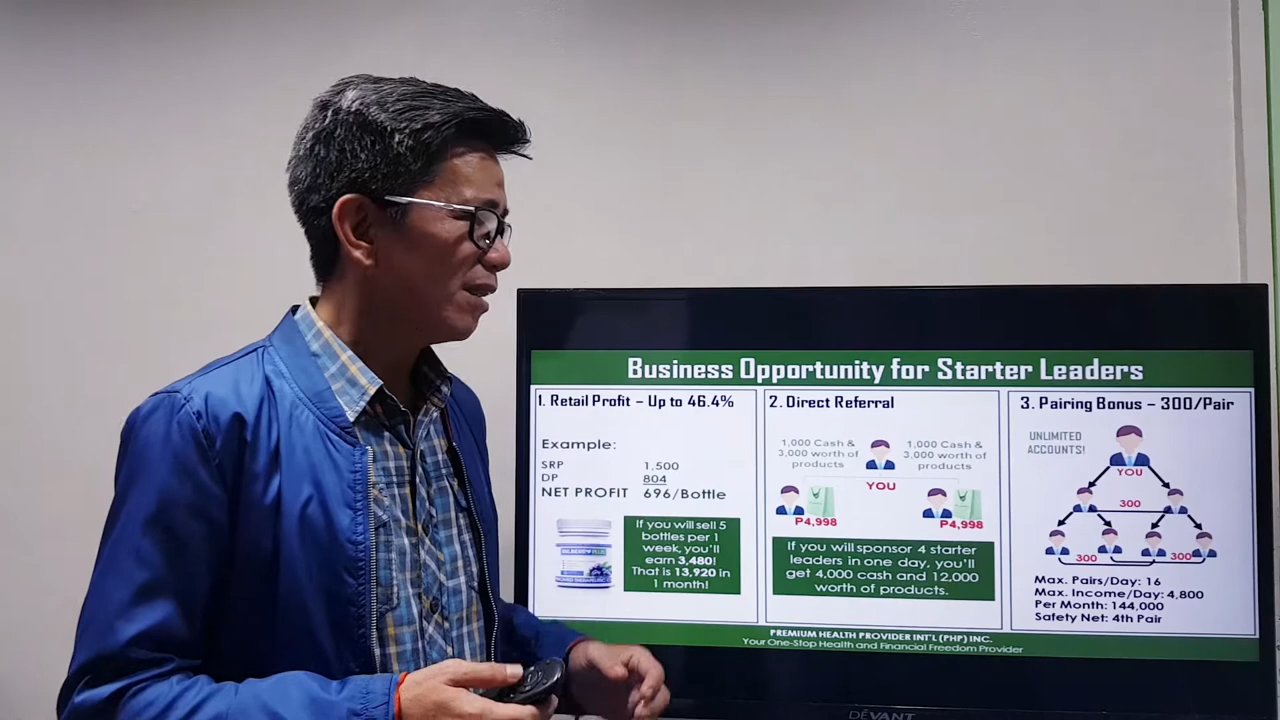 Business Opportunity for Starter Leaders
1. Retail Profit – Up to 46.4%
Example:
SRP 1,500
DP 804
NET PROFIT 696/Bottle
BILBERRY PLUS
If you will sell 5
bottles per 1
week, you'll
earn 3,480!
That is 13,920 in
1 month!
2. Direct Referral
1,000 Cash &
3,000 worth of
products
1,000 Cash &
3,000 worth of
products
YOU
P4,998
P4,998
If you will sponsor 4 starter
leaders in one day, you'll
get 4,000 cash and 12,000
worth of products.
3. Pairing Bonus – 300/Pair
UNLIMITED
ACCOUNTS!
YOU
300
300
300
Max. Pairs/Day: 16
Max. Income/Day: 4,800
Per Month: 144,000
Safety Net: 4th Pair
PREMIUM HEALTH PROVIDER INT'L (PHP) INC.
Your One-Stop Health and Financial Freedom Provider
DEVANT